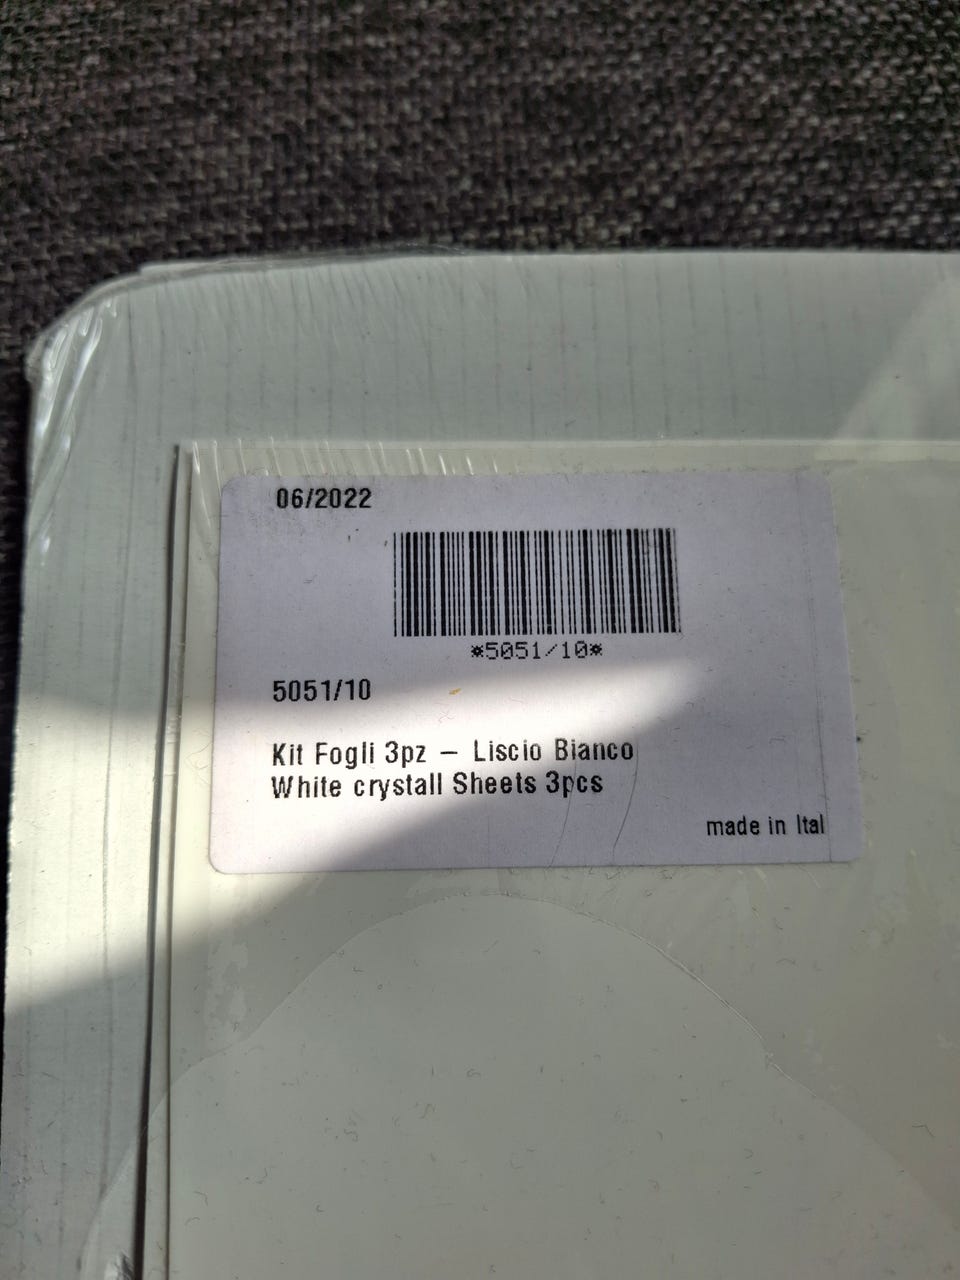 06/2022
*5051/10*
5051/10
Kit Fogli 3pz – Liscio Bianco
White crystall Sheets 3pcs
made in Ital